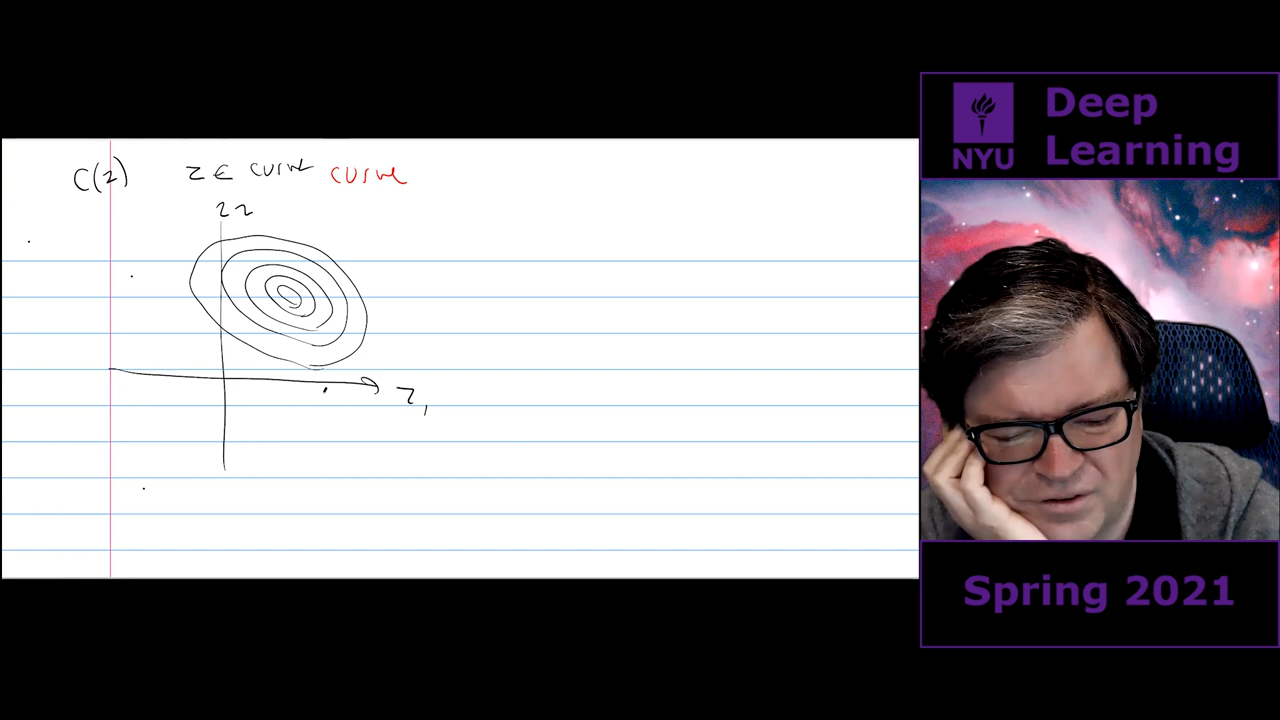 C(z) z ∈ curve curve
z2
z1
NYU
Deep
Learning
Spring 2021